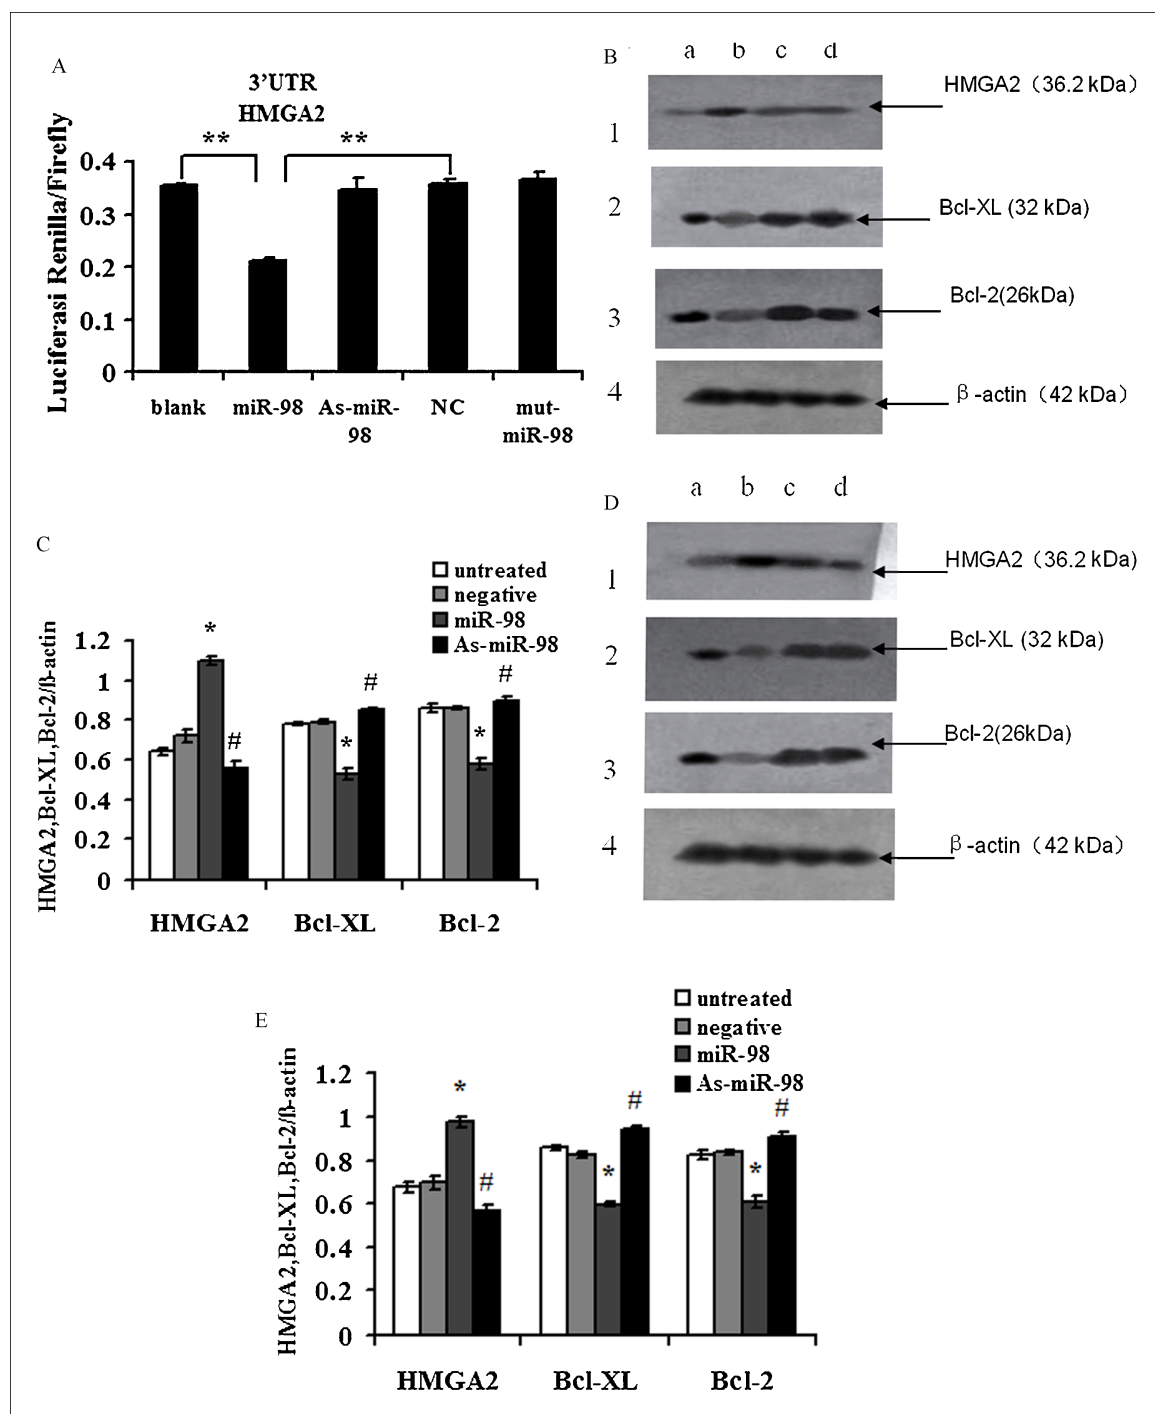 A
3’UTR
HMGA2
**
**
Luciferasi Renilla/Firefly
0.4
0.3
0.2
0.1
0
blank
miR-98
As-miR-
98
NC
mut-
miR-98
B
a b c d
1
HMGA2（36.2 kDa）
2
Bcl-XL (32 kDa)
3
Bcl-2(26kDa)
4
β-actin（42 kDa）
C
untreated
negative
miR-98
As-miR-98
HMGA2,Bcl-XL,Bcl-2/ß-actin
1.2
1
0.8
0.6
0.4
0.2
0
*
#
*
#
*
#
HMGA2 Bcl-XL Bcl-2
D
a b c d
1
HMGA2（36.2 kDa)
2
Bcl-XL (32 kDa)
3
Bcl-2(26kDa)
4
β-actin（42 kDa）
E
untreated
negative
miR-98
As-miR-98
HMGA2,Bcl-XL,Bcl-2/ß-actin
1.2
1
0.8
0.6
0.4
0.2
0
*
#
*
#
*
#
HMGA2 Bcl-XL Bcl-2